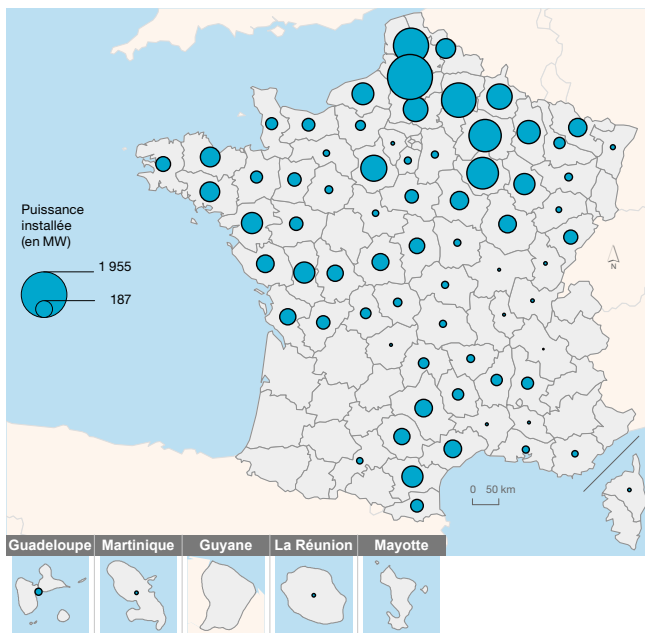 Puissance
installée
(en MW)
1 955
187
N
0 50 km
Guadeloupe
Martinique
Guyane
La Réunion
Mayotte